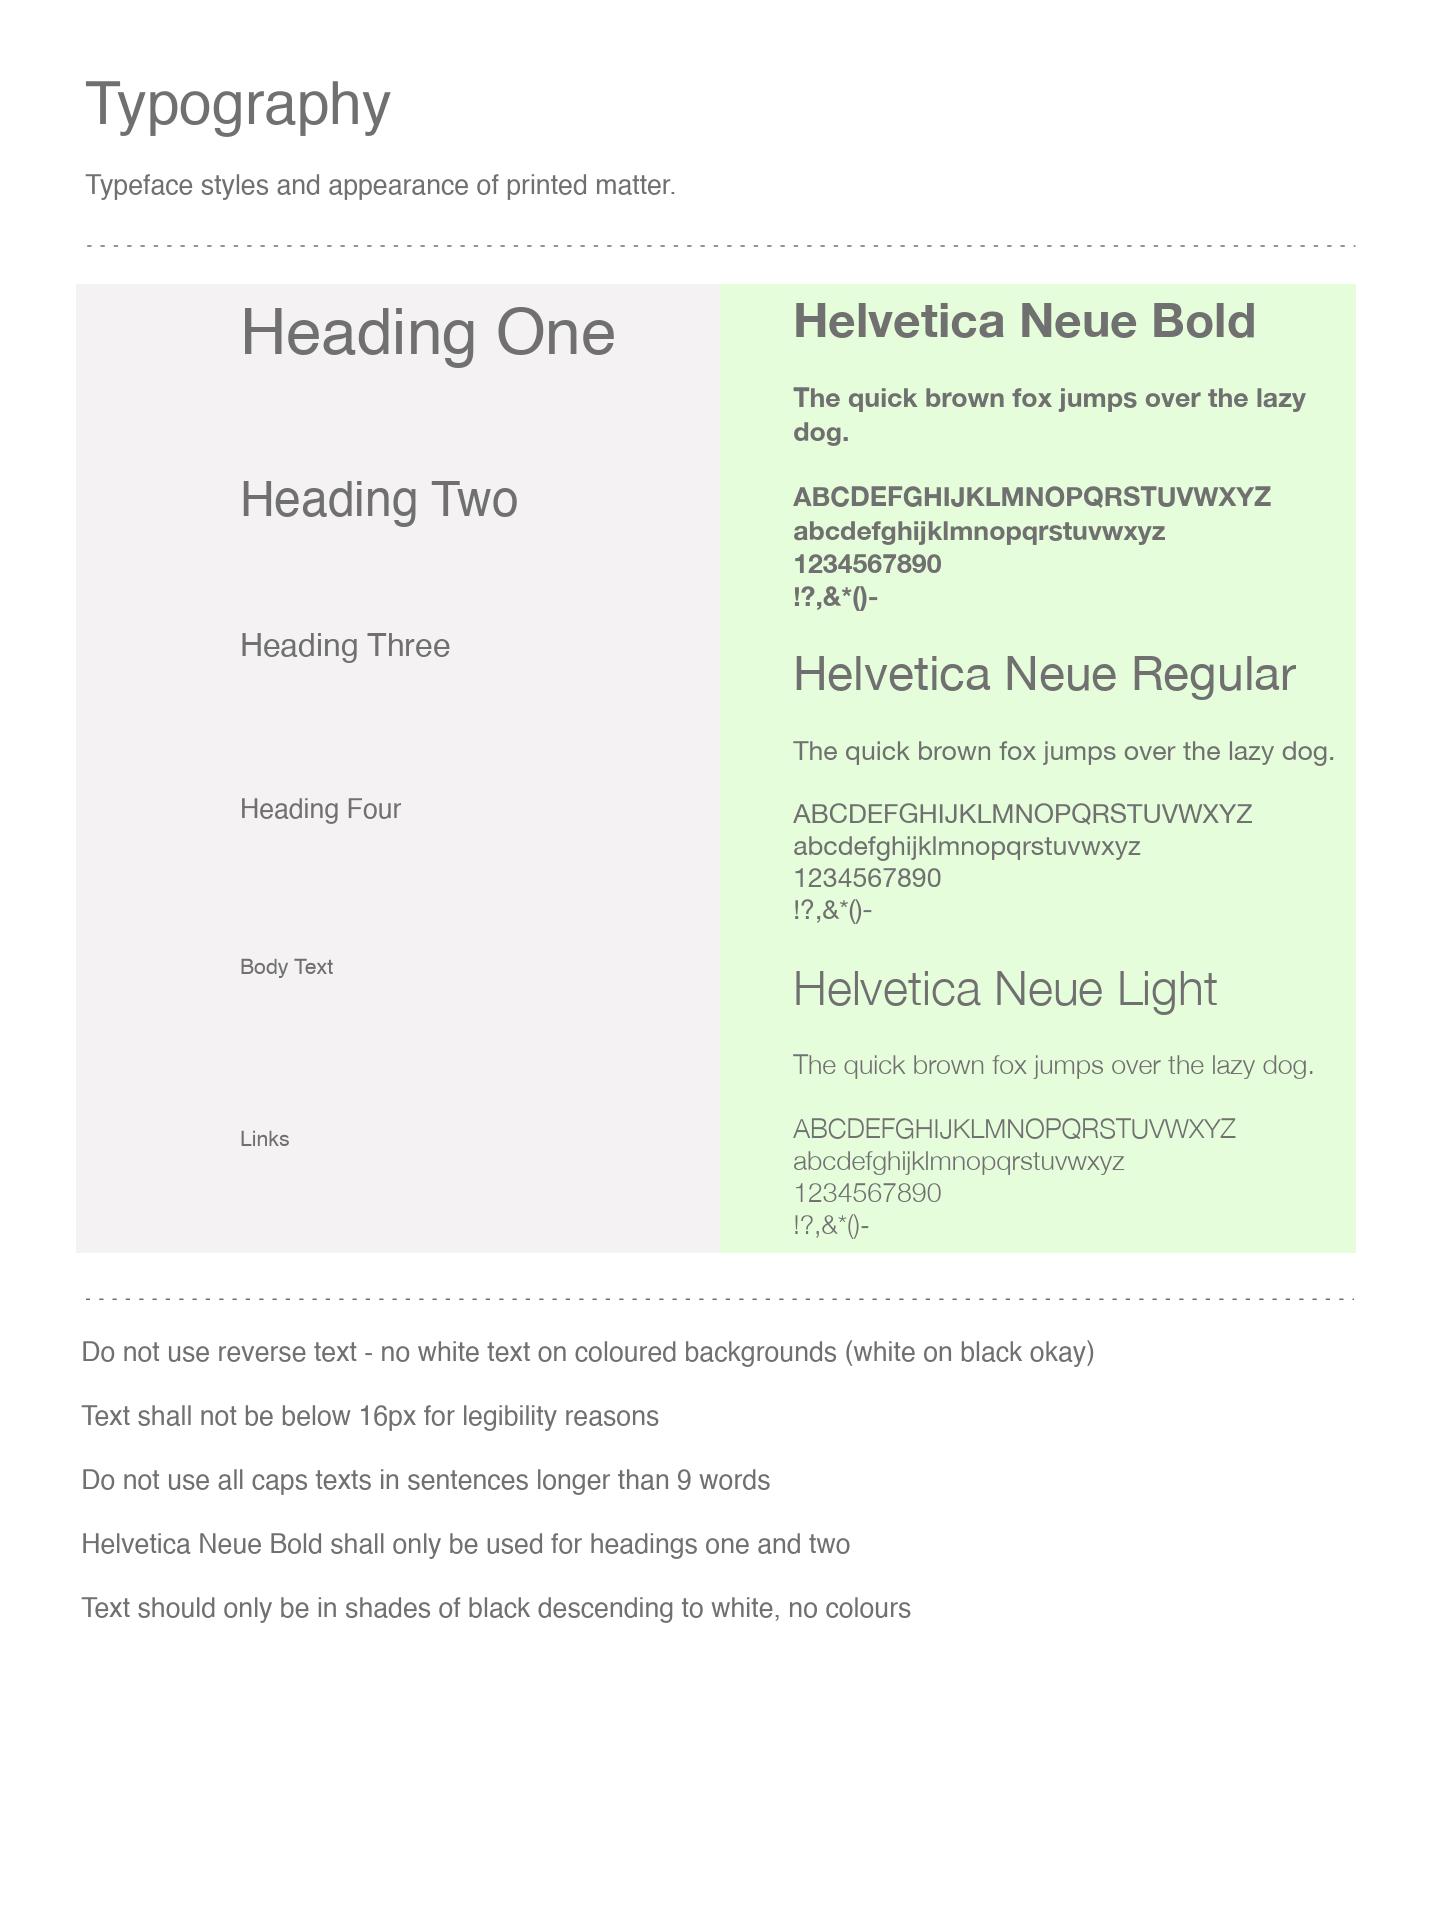 Typography
Typeface styles and appearance of printed matter.
Heading One
Heading Two
Heading Three
Heading Four
Body Text
Links
Helvetica Neue Bold
The quick brown fox jumps over the lazy
dog.
ABCDEFGHIJKLMNOPQRSTUVWXYZ
abcdefghijklmnopqrstuvwxyz
1234567890
!?,&*()-
Helvetica Neue Regular
The quick brown fox jumps over the lazy dog.
ABCDEFGHIJKLMNOPQRSTUVWXYZ
abcdefghijklmnopqrstuvwxyz
1234567890
!?,&*()-
Helvetica Neue Light
The quick brown fox jumps over the lazy dog.
ABCDEFGHIJKLMNOPQRSTUVWXYZ
abcdefghijklmnopqrstuvwxyz
1234567890
!?,&*()-
Do not use reverse text - no white text on coloured backgrounds (white on black okay)
Text shall not be below 16px for legibility reasons
Do not use all caps texts in sentences longer than 9 words
Helvetica Neue Bold shall only be used for headings one and two
Text should only be in shades of black descending to white, no colours